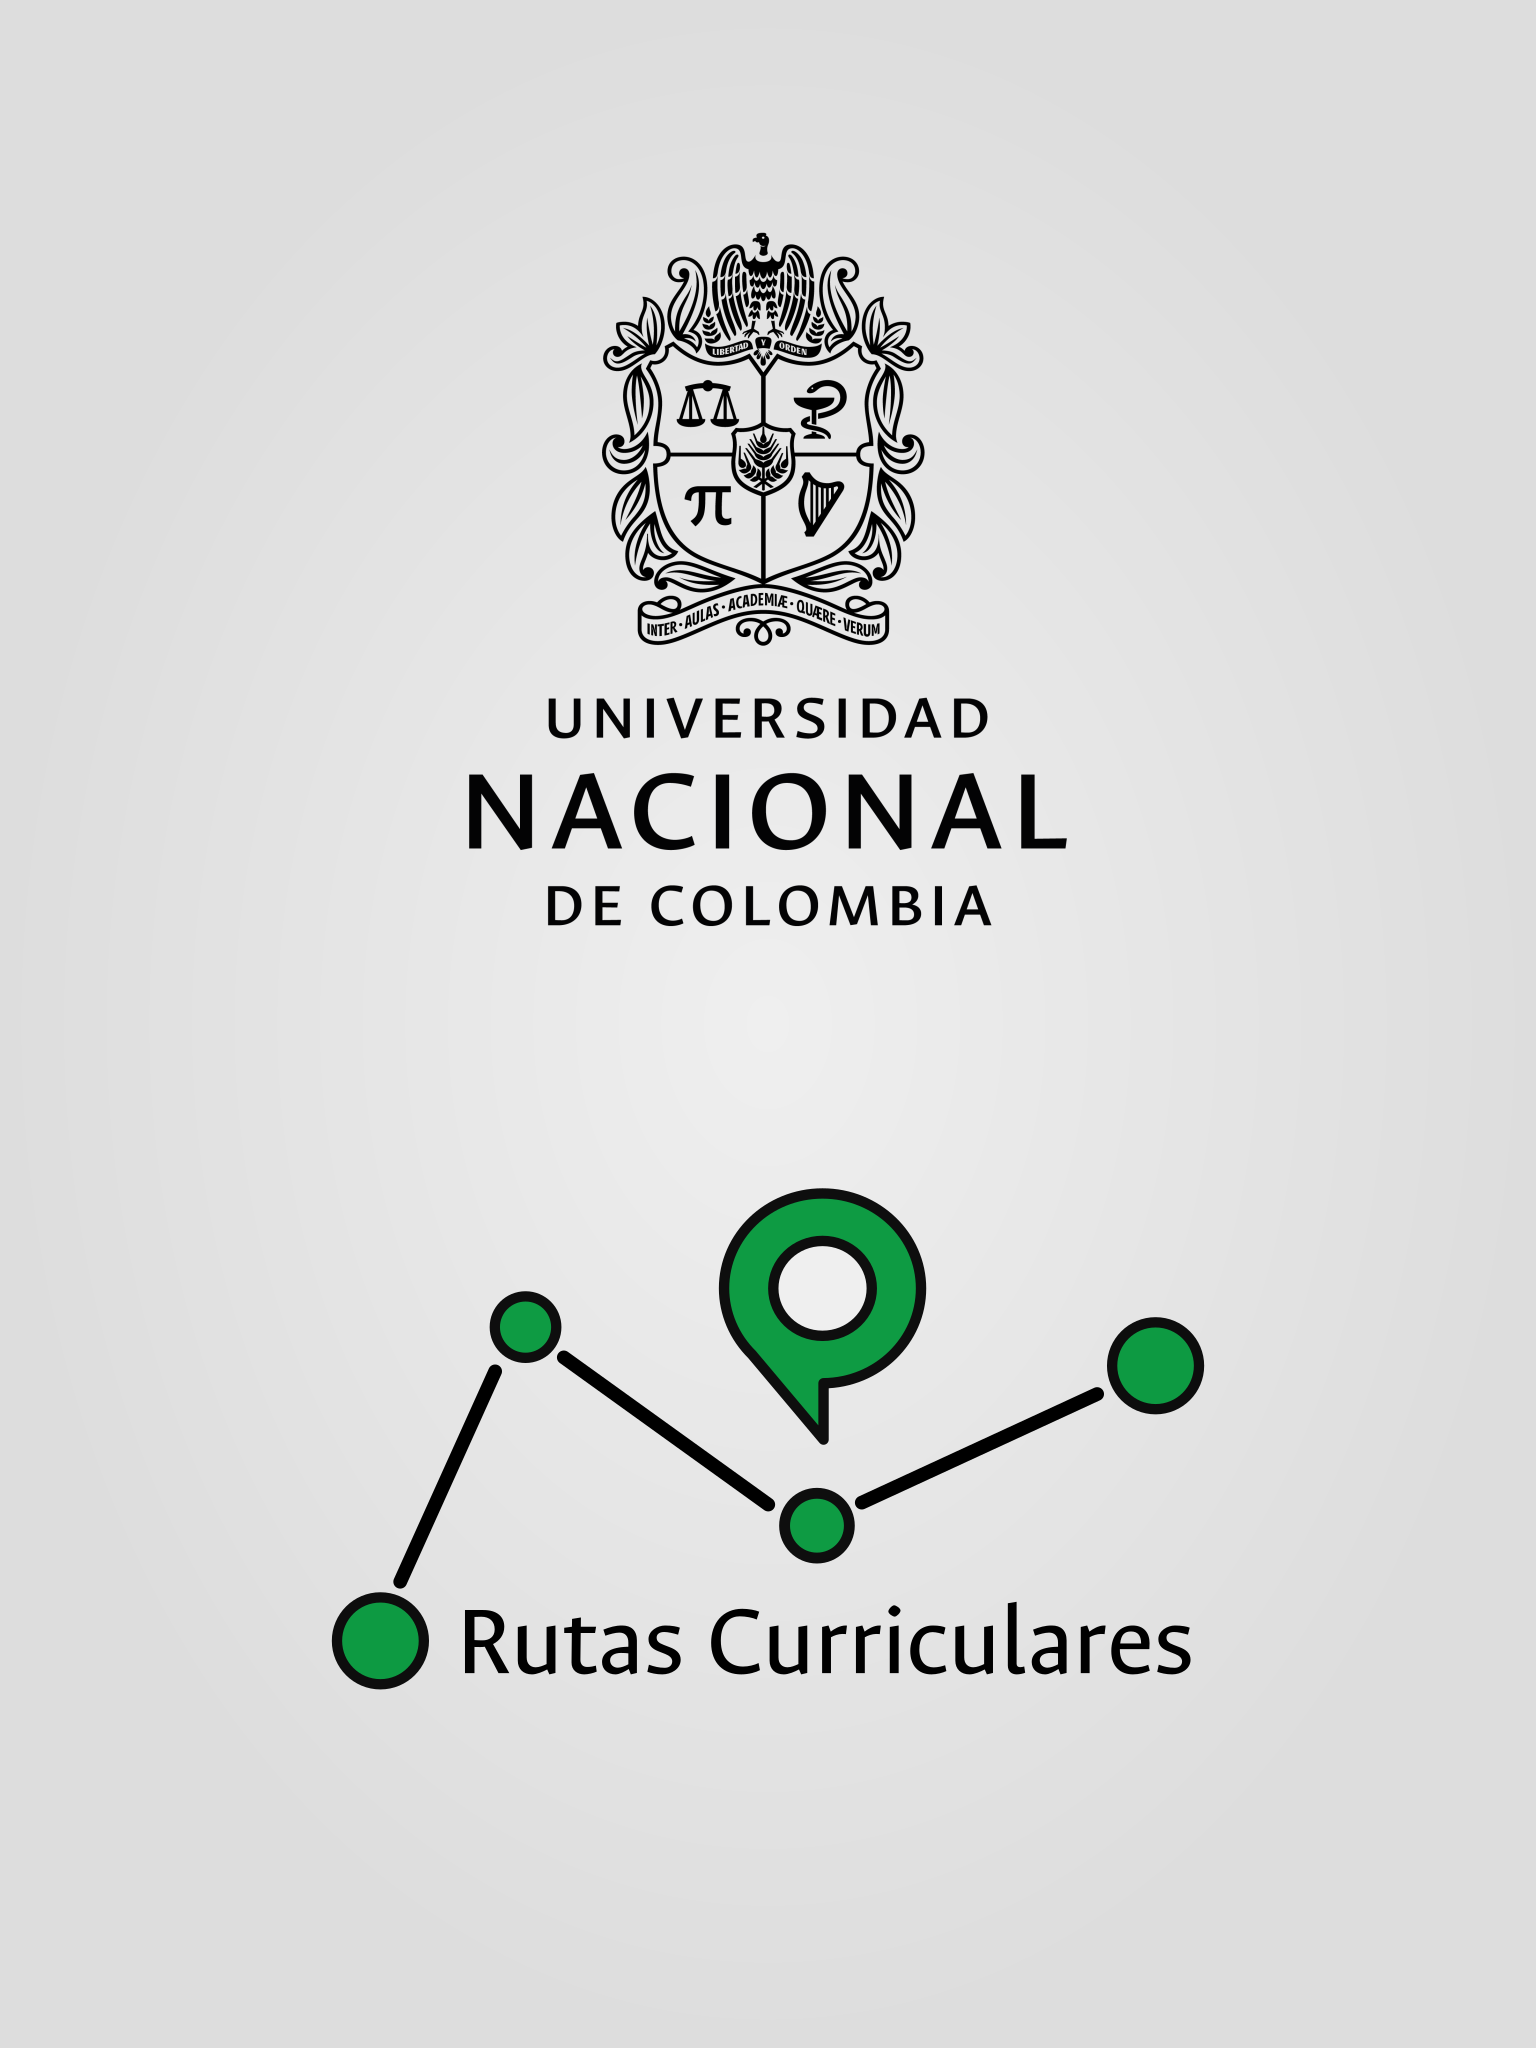 LIBERTAD Y ORDEN
π
INTER · AULAS · ACADEMIÆ · QUÆRE · VERUM
UNIVERSIDAD
NACIONAL
DE COLOMBIA
Rutas Curriculares